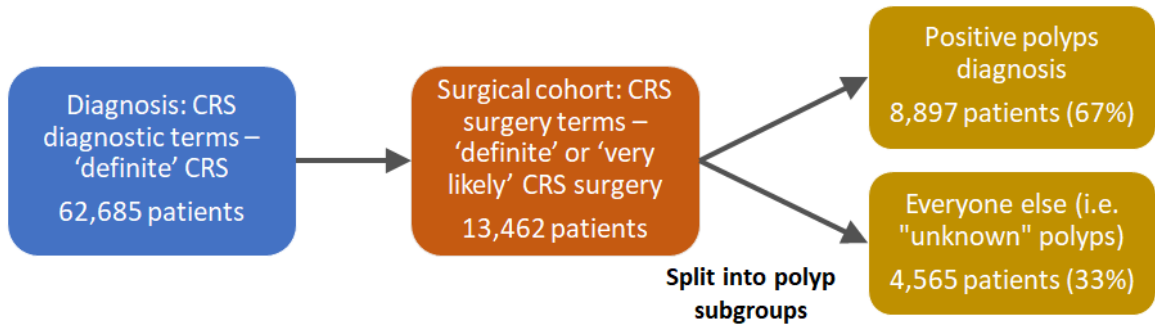 Diagnosis: CRS
diagnostic terms –
‘definite’ CRS
62,685 patients
Surgical cohort: CRS
surgery terms –
‘definite’ or ‘very
likely’ CRS surgery
13,462 patients
Split into polyp
subgroups
Positive polyps
diagnosis
8,897 patients (67%)
Everyone else (i.e.
"unknown" polyps)
4,565 patients (33%)